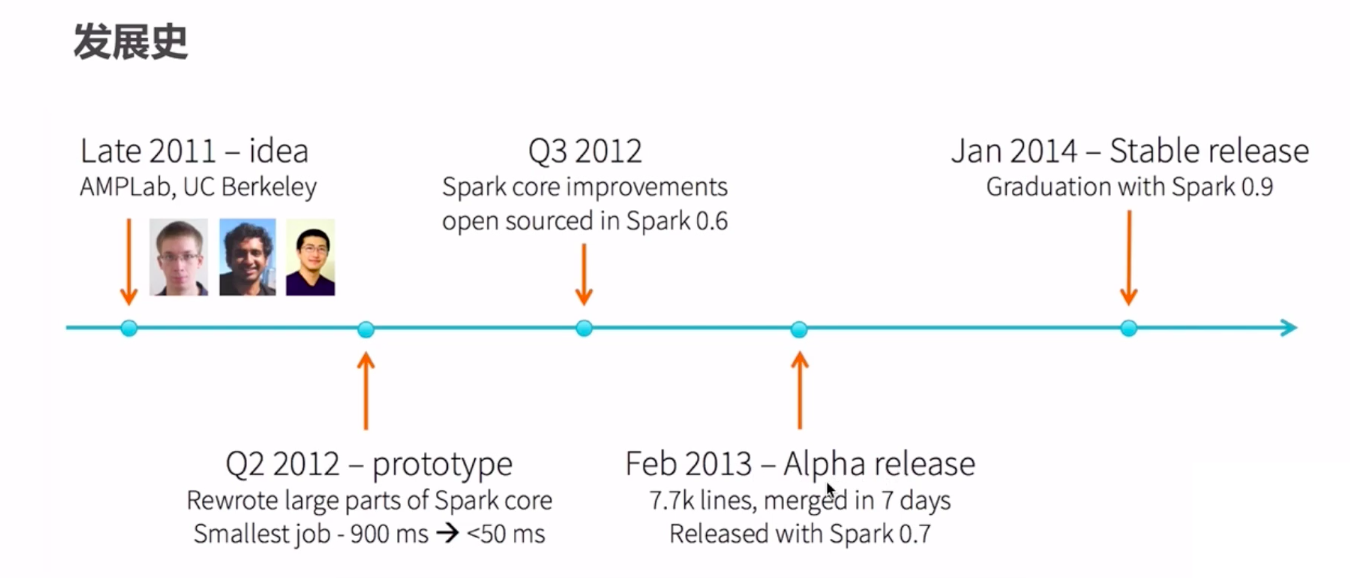 发展史
Late 2011 – idea
AMPLab, UC Berkeley
Q3 2012
Spark core improvements
open sourced in Spark 0.6
Jan 2014 – Stable release
Graduation with Spark 0.9
Q2 2012 – prototype
Rewrote large parts of Spark core
Smallest job - 900 ms → <50 ms
Feb 2013 – Alpha release
7.7k lines, merged in 7 days
Released with Spark 0.7